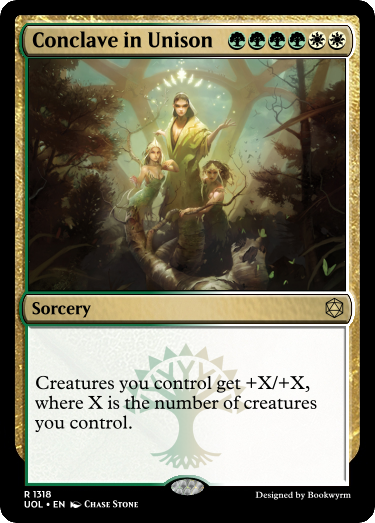 Conclave in Unison
Sorcery
Creatures you control get +X/+X,
where X is the number of creatures
you control.
R 1318
UOL • EN Chase Stone
Designed by Bookwyrm